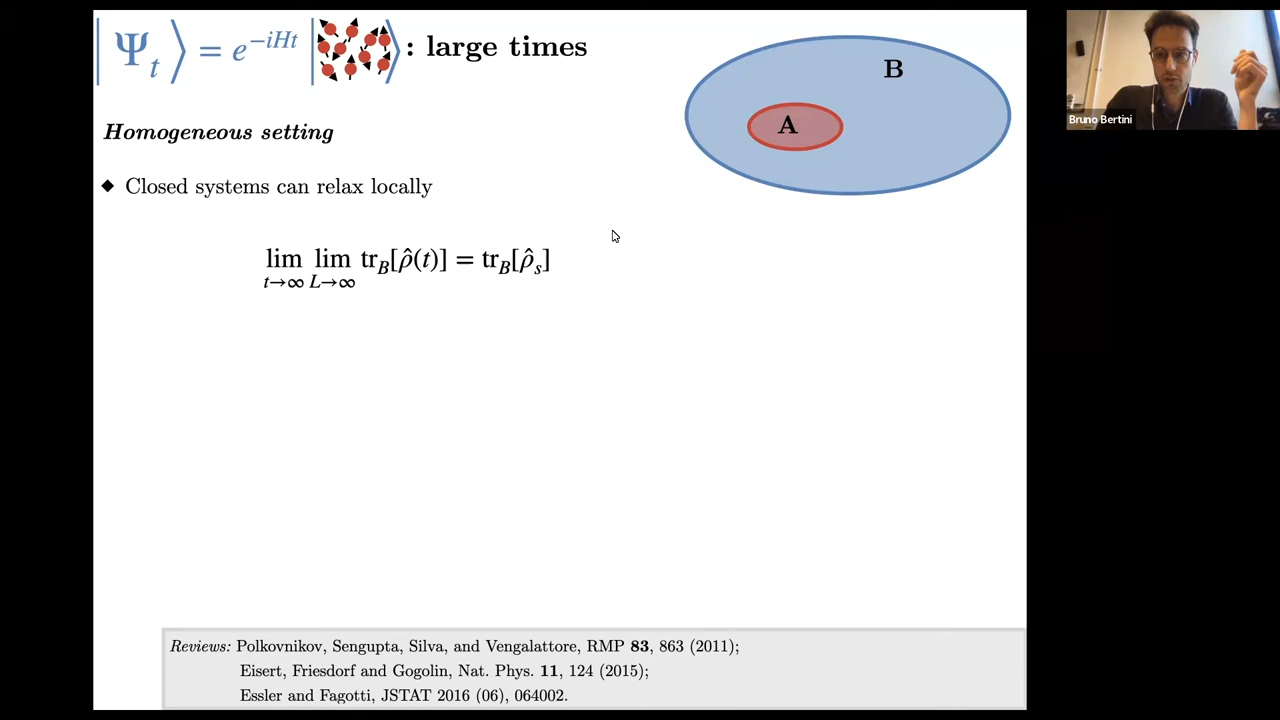 |Ψ_t⟩ = e^{-iHt} | ⟩ : large times
B
A
Bruno Bertini
Homogeneous setting
◆ Closed systems can relax locally
lim_{t→∞} lim_{L→∞} tr_B[ρ̂(t)] = tr_B[ρ̂_s]
Reviews: Polkovnikov, Sengupta, Silva, and Vengalattore, RMP 83, 863 (2011);
Eisert, Friesdorf and Gogolin, Nat. Phys. 11, 124 (2015);
Essler and Fagotti, JSTAT 2016 (06), 064002.